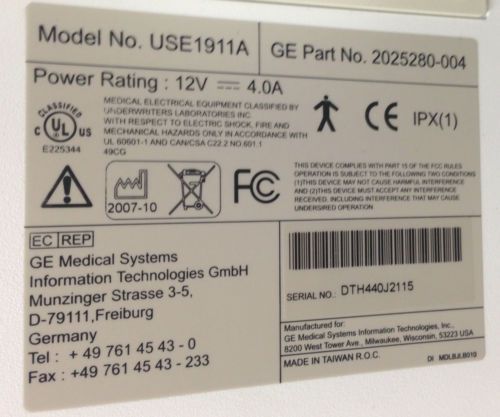 Model No. USE1911A
GE Part No. 2025280-004
Power Rating : 12V ⎓ 4.0A
CLASSIFIED
c UL US
E225344
MEDICAL ELECTRICAL EQUIPMENT CLASSIFIED BY
UNDERWRITERS LABORATORIES INC.
WITH RESPECT TO ELECTRIC SHOCK, FIRE AND
MECHANICAL HAZARDS ONLY IN ACCORDANCE WITH
UL 60601-1 AND CAN/CSA C22.2 NO.601.1
49CG
CE
IPX(1)
2007-10
FC
THIS DEVICE COMPLIES WITH PART 15 OF THE FCC RULES
OPERATION IS SUBJECT TO THE FOLLOWING TWO CONDITIONS
(1)THIS DEVICE MAY NOT CAUSE HARMFUL INTERFERENCE
AND (2)THIS DEVICE MUST ACCEPT ANY INTERFERENCE
RECEIVED, INCLUDING INTERFERENCE THAT MAY CAUSE
UNDERSIRED OPERATION
EC REP
GE Medical Systems
Information Technologies GmbH
Munzinger Strasse 3-5,
D-79111,Freiburg
Germany
Tel : + 49 761 45 43 - 0
Fax : + 49 761 45 43 - 233
SERIAL NO.: DTH440J2115
Manufactured for:
GE Medical Systems Information Technologies, Inc.,
8200 West Tower Ave., Milwaukee, Wisconsin, 53223 USA
MADE IN TAIWAN R.O.C.
DI